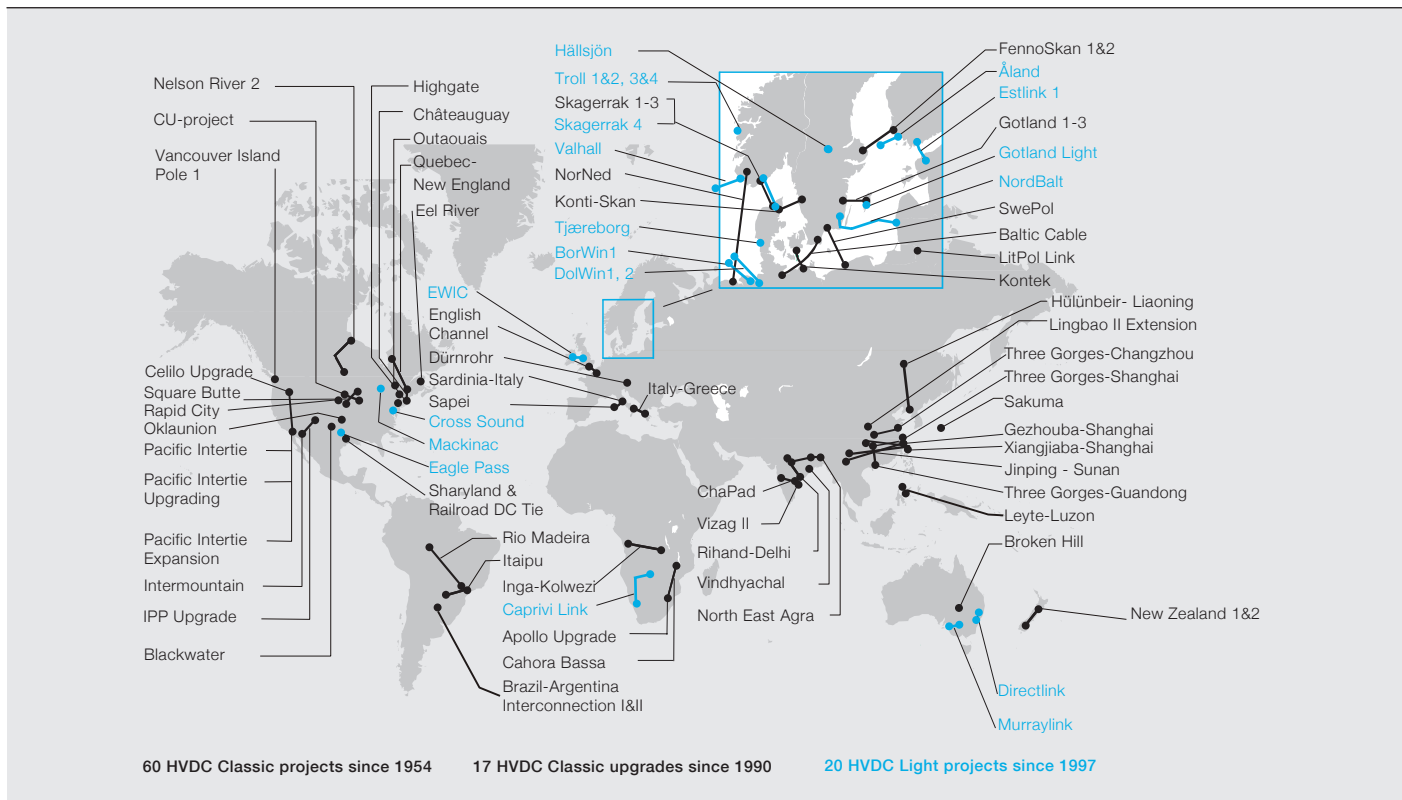 Nelson River 2
CU-project
Vancouver Island
Pole 1
Highgate
Châteauguay
Outaouais
Quebec-
New England
Eel River
Hällsjön
Troll 1&2, 3&4
Skagerrak 1-3
Skagerrak 4
Valhall
NorNed
Konti-Skan
Tjæreborg
BorWin1
DolWin1, 2
FennoSkan 1&2
Åland
Estlink 1
Gotland 1-3
Gotland Light
NordBalt
SwePol
Baltic Cable
LitPol Link
Kontek
EWIC
English
Channel
Dürnrohr
Sardinia-Italy
Sapei
Cross Sound
Mackinac
Eagle Pass
Sharyland &
Railroad DC Tie
Italy-Greece
Celilo Upgrade
Square Butte
Rapid City
Oklaunion
Pacific Intertie
Pacific Intertie
Upgrading
Pacific Intertie
Expansion
Intermountain
IPP Upgrade
Blackwater
Hülünbeir- Liaoning
Lingbao II Extension
Three Gorges-Changzhou
Three Gorges-Shanghai
Sakuma
Gezhouba-Shanghai
Xiangjiaba-Shanghai
Jinping - Sunan
Three Gorges-Guandong
Leyte-Luzon
Broken Hill
ChaPad
Vizag II
Rihand-Delhi
Vindhyachal
North East Agra
Rio Madeira
Itaipu
Inga-Kolwezi
Caprivi Link
Apollo Upgrade
Cahora Bassa
Brazil-Argentina
Interconnection I&II
New Zealand 1&2
Directlink
Murraylink
60 HVDC Classic projects since 1954
17 HVDC Classic upgrades since 1990
20 HVDC Light projects since 1997